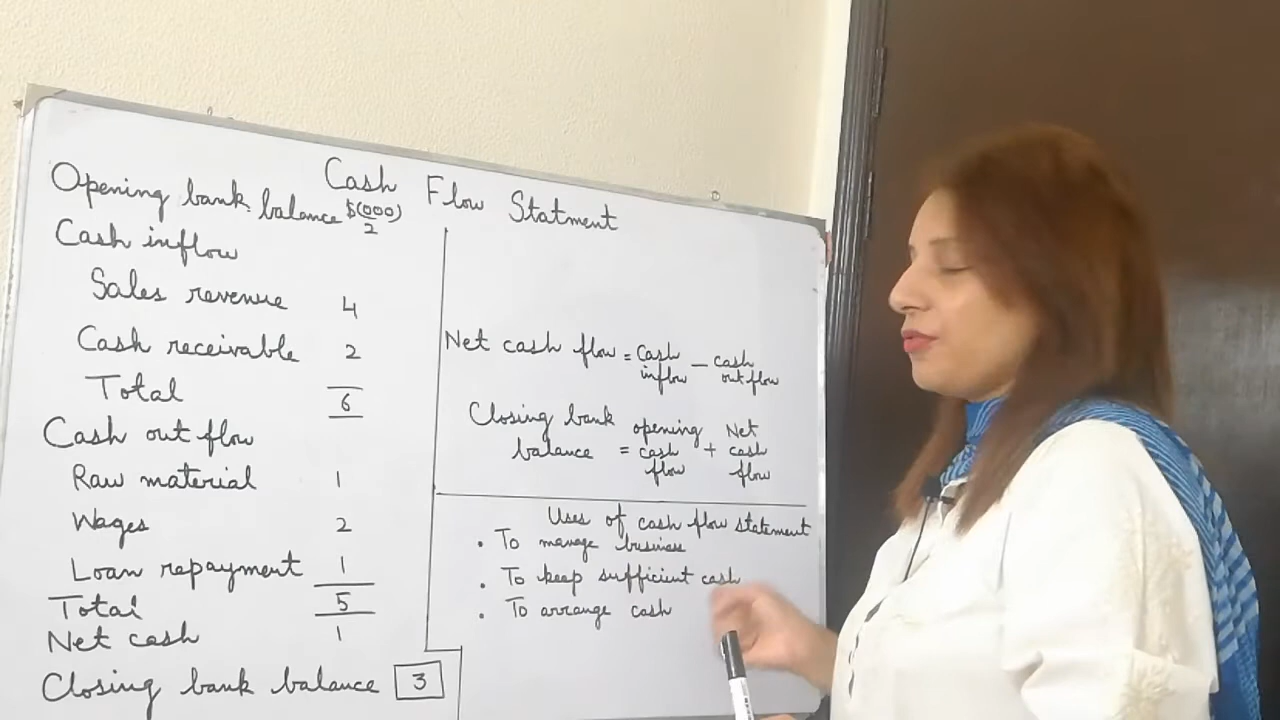 Cash Flow Statment
Opening bank balance $(000)
2
Cash inflow
Sales revenue 4
Cash receivable 2
Total 6
Cash out flow
Raw material 1
Wages 2
Loan repayment 1
Total 5
Net cash 1
Closing bank balance 3
Net cash flow = cash inflow – cash out flow
Closing bank balance = opening cash flow + Net cash flow
Uses of cash flow statement
. To manage business
. To keep sufficient cash
. To arrange cash